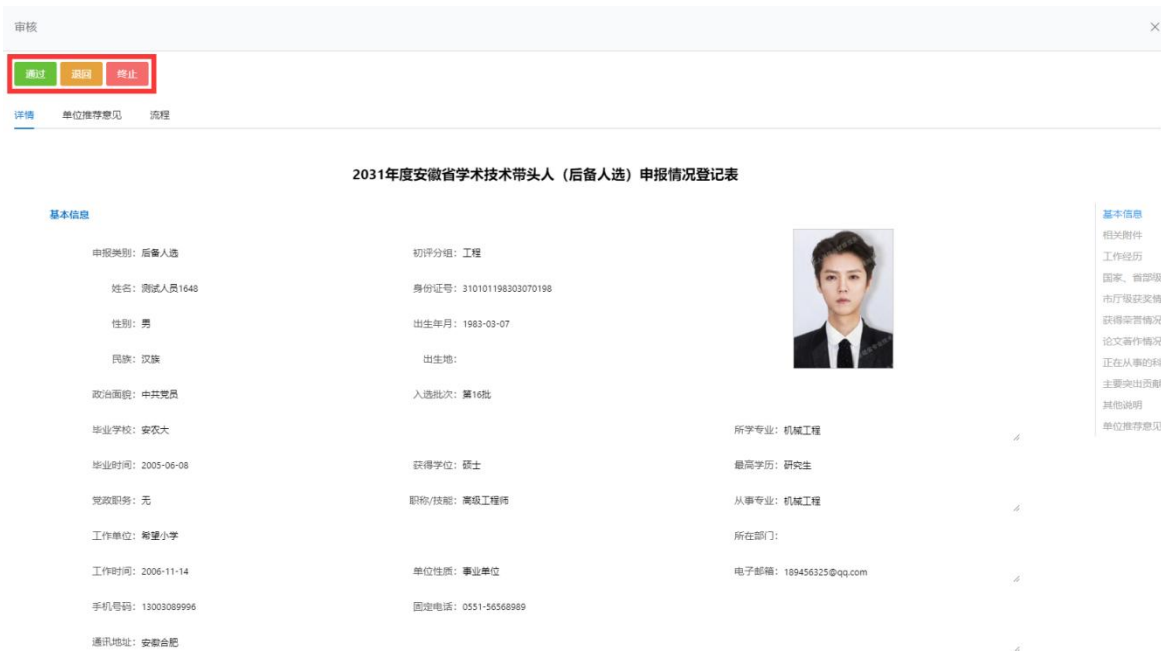 审核
通过 退回 终止
详情 单位推荐意见 流程
2031年度安徽省学术技术带头人（后备人选）申报情况登记表
基本信息
申报类别：后备人选 初评分组：工程
姓名：测试人员1648 身份证号：310101198303070198
性别：男 出生年月：1983-03-07
民族：汉族 出生地：
政治面貌：中共党员 入选批次：第16批
毕业学校：安农大 所学专业：机械工程
毕业时间：2005-06-08 获得学位：硕士 最高学历：研究生
党政职务：无 职称/技能：高级工程师 从事专业：机械工程
工作单位：希望小学 所在部门：
工作时间：2006-11-14 单位性质：事业单位 电子邮箱：189456325@qq.com
手机号码：13003089996 固定电话：0551-56568989
通讯地址：安徽合肥
基本信息
相关附件
工作经历
国家、省部级
市厅级获奖情
获得荣誉情况
论文著作情况
正在从事的科
主要突出贡献
其他说明
单位推荐意见